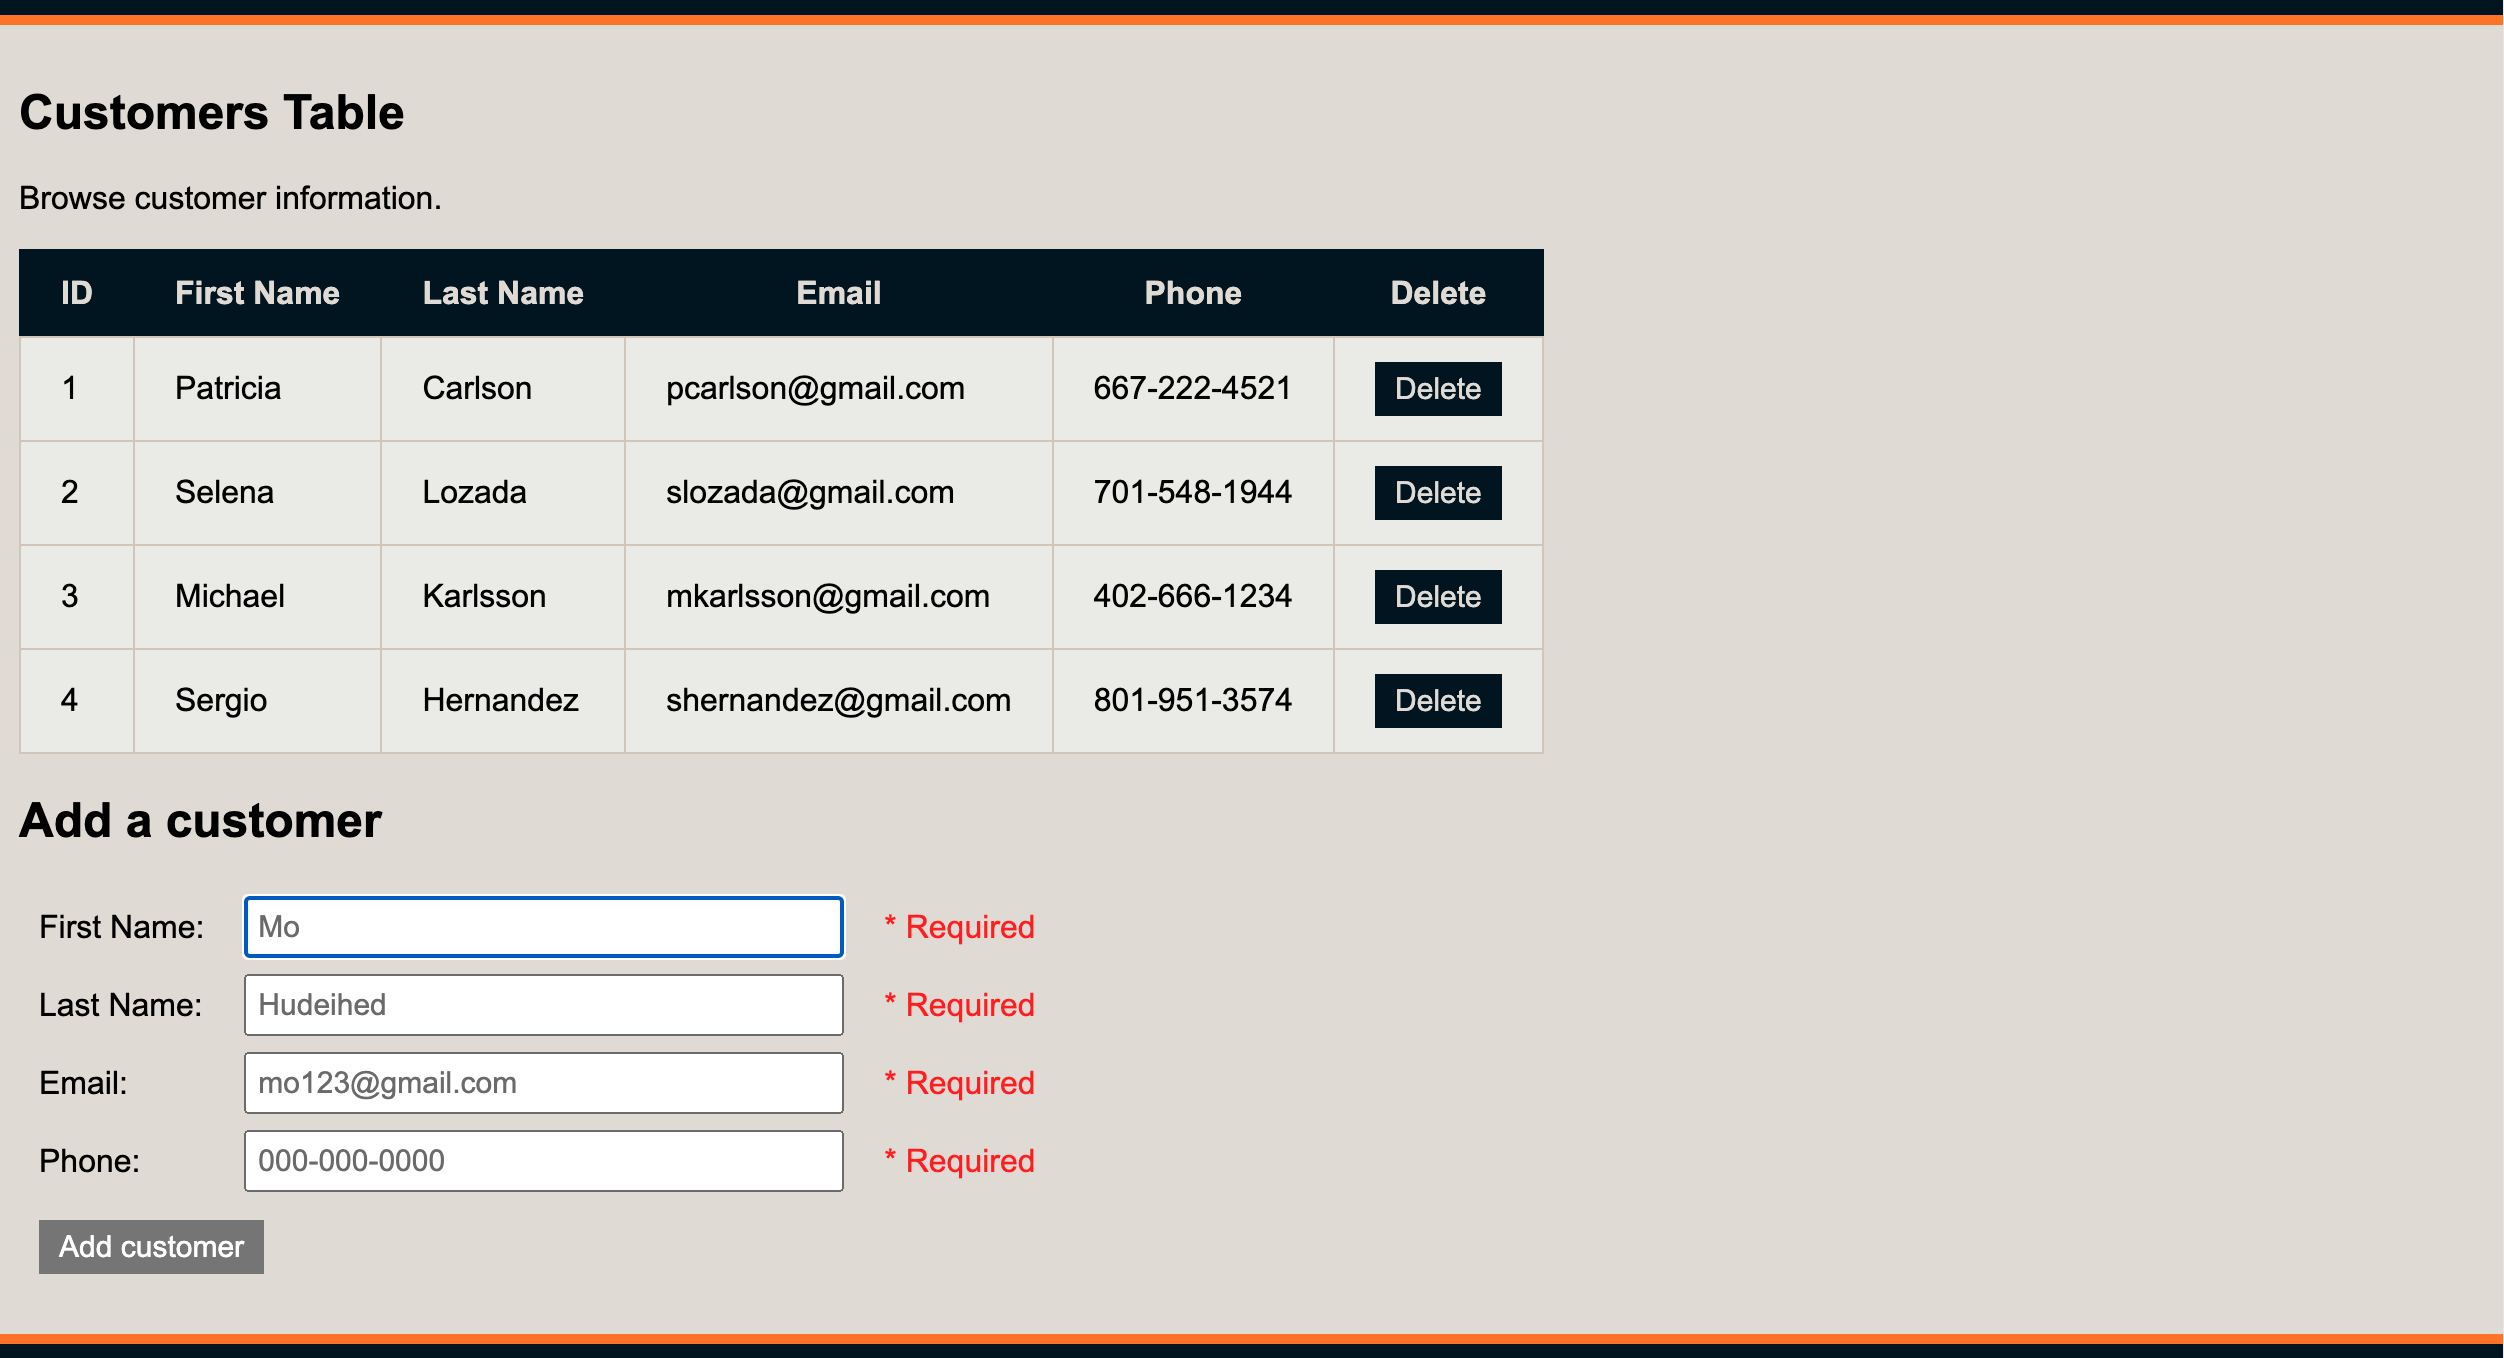 Customers Table
Browse customer information.
ID First Name Last Name Email Phone Delete
1 Patricia Carlson pcarlson@gmail.com 667-222-4521 Delete
2 Selena Lozada slozada@gmail.com 701-548-1944 Delete
3 Michael Karlsson mkarlsson@gmail.com 402-666-1234 Delete
4 Sergio Hernandez shernandez@gmail.com 801-951-3574 Delete
Add a customer
First Name: Mo * Required
Last Name: Hudeihed * Required
Email: mo123@gmail.com * Required
Phone: 000-000-0000 * Required
Add customer